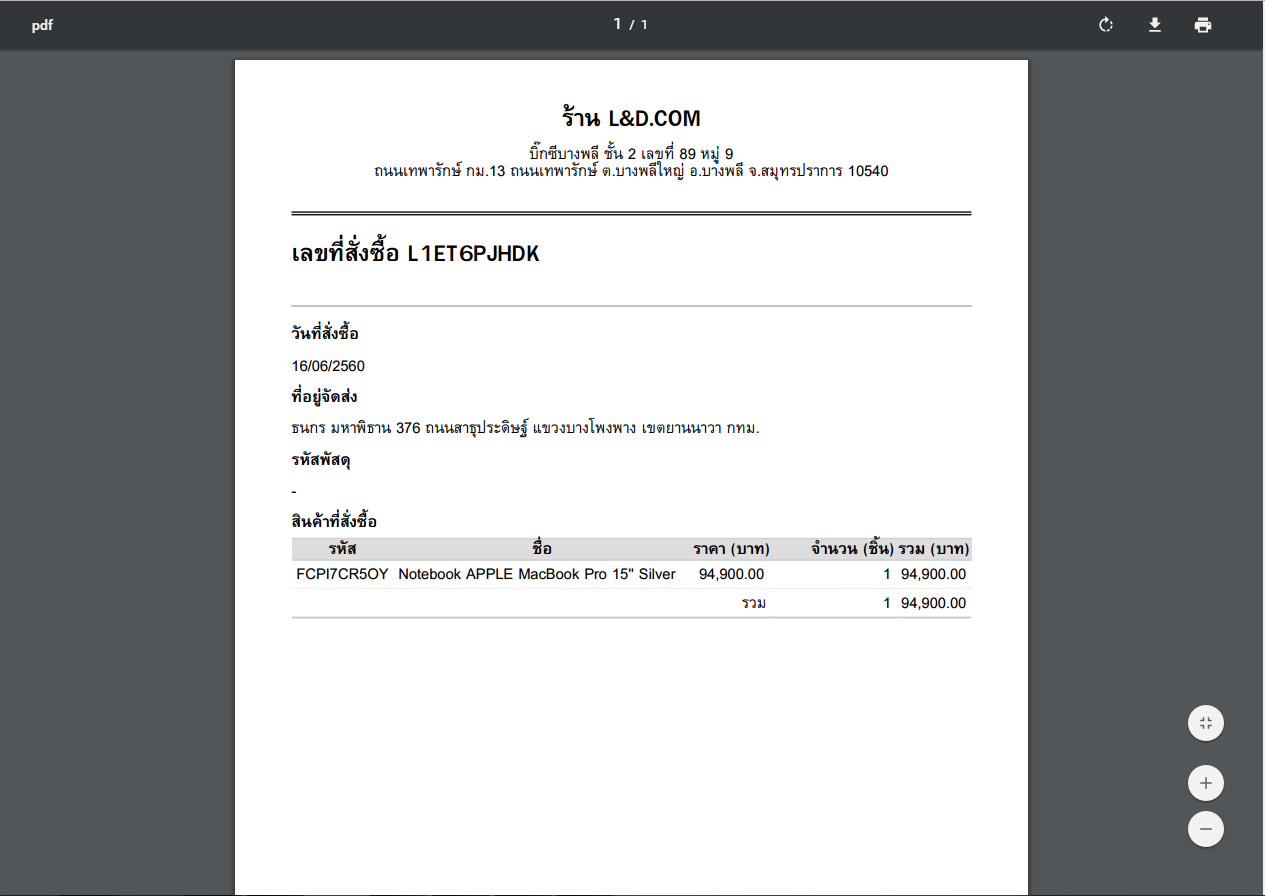 pdf
1 / 1
ร้าน L&D.COM
บิ๊กซีบางพลี ชั้น 2 เลขที่ 89 หมู่ 9
ถนนเทพารักษ์ กม.13 ถนนเทพารักษ์ ต.บางพลีใหญ่ อ.บางพลี จ.สมุทรปราการ 10540
เลขที่สั่งซื้อ L1ET6PJHDK
วันที่สั่งซื้อ
16/06/2560
ที่อยู่จัดส่ง
ธนกร มหาพิธาน 376 ถนนสาธุประดิษฐ์ แขวงบางโพงพาง เขตยานนาวา กทม.
รหัสพัสดุ
-
สินค้าที่สั่งซื้อ
รหัส ชื่อ ราคา (บาท) จำนวน (ชิ้น) รวม (บาท)
FCPI7CR5OY Notebook APPLE MacBook Pro 15" Silver 94,900.00 1 94,900.00
รวม 1 94,900.00